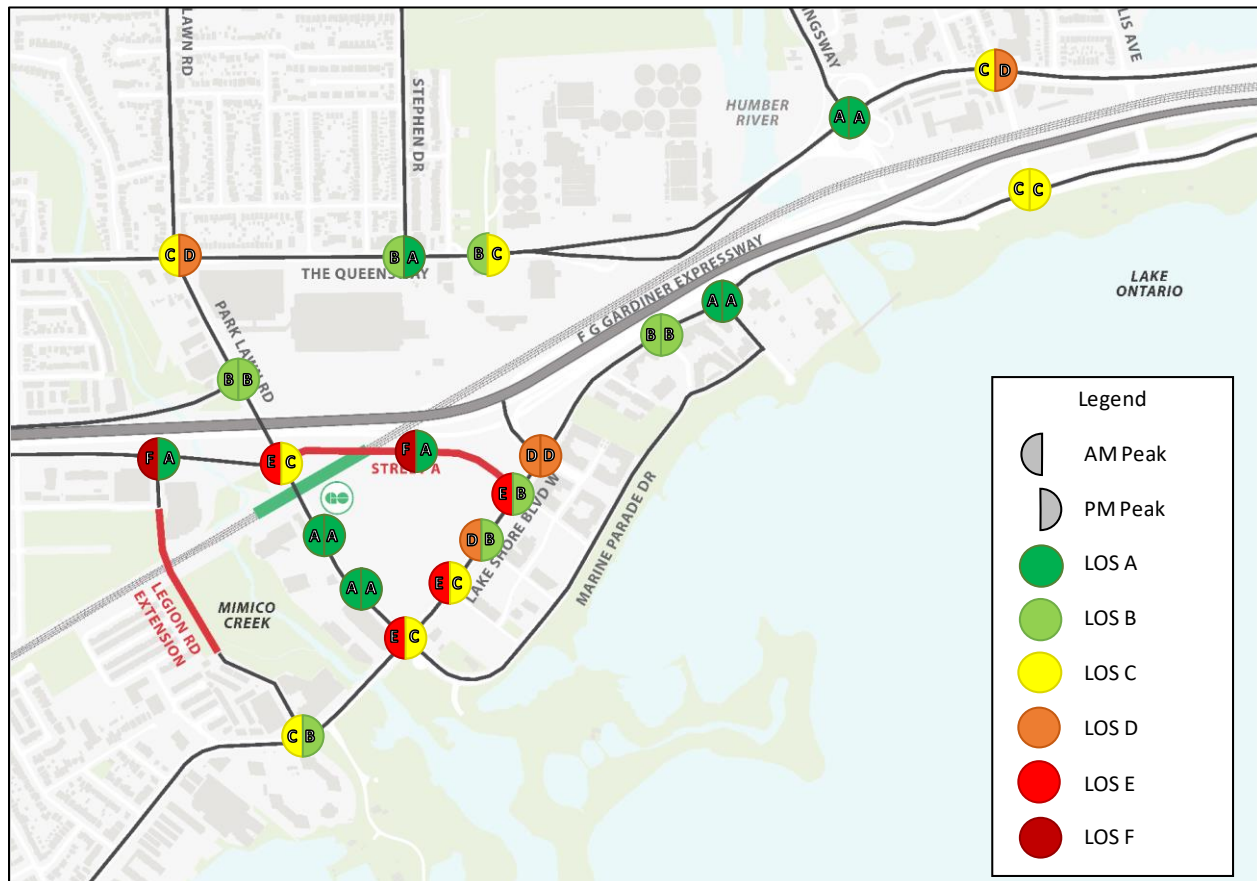 LAWN RD
STEPHEN DR
INGSWAY
LIS AVE
C D
HUMBER
RIVER
A A
C C
C D
B A
B C
THE QUEENSWAY
F G GARDINER EXPRESSWAY
LAKE
ONTARIO
A A
B B
PARK LAWN RD
B B
F A
E C
F A
STREET A
D D
E B
LAKE SHORE BLVD W
MARINE PARADE DR
A A
D B
A A
E C
LEGION RD
EXTENSION
MIMICO
CREEK
E C
C B
Legend
AM Peak
PM Peak
LOS A
LOS B
LOS C
LOS D
LOS E
LOS F